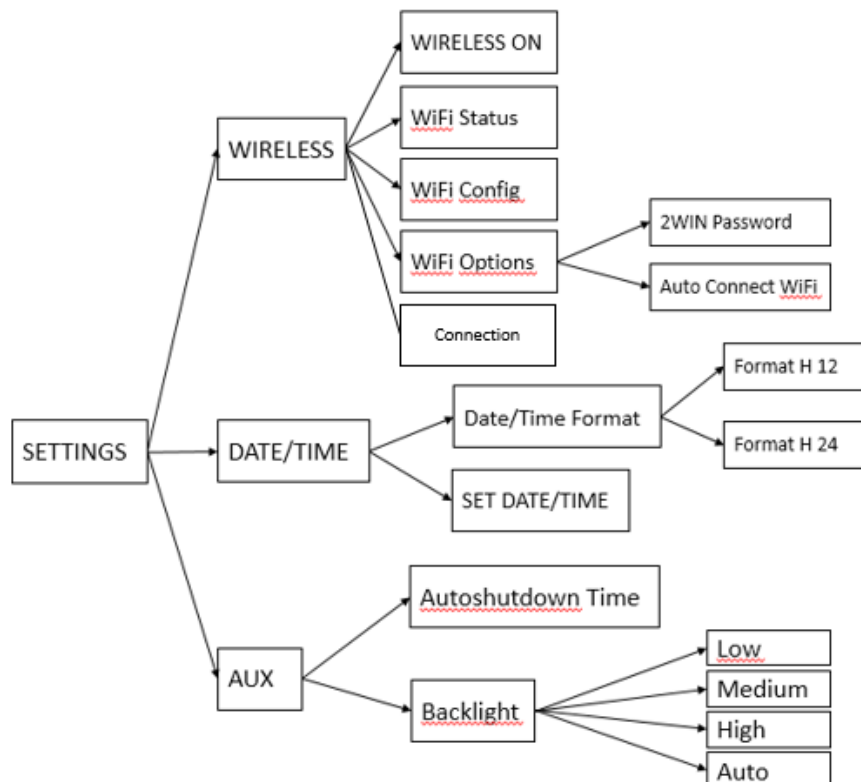 WIRELESS ON
WiFi Status
WIRELESS
WiFi Config
2WIN Password
WiFi Options
Auto Connect WiFi
Connection
Format H 12
Date/Time Format
SETTINGS
DATE/TIME
Format H 24
SET DATE/TIME
Autoshutdown Time
Low
AUX
Medium
Backlight
High
Auto